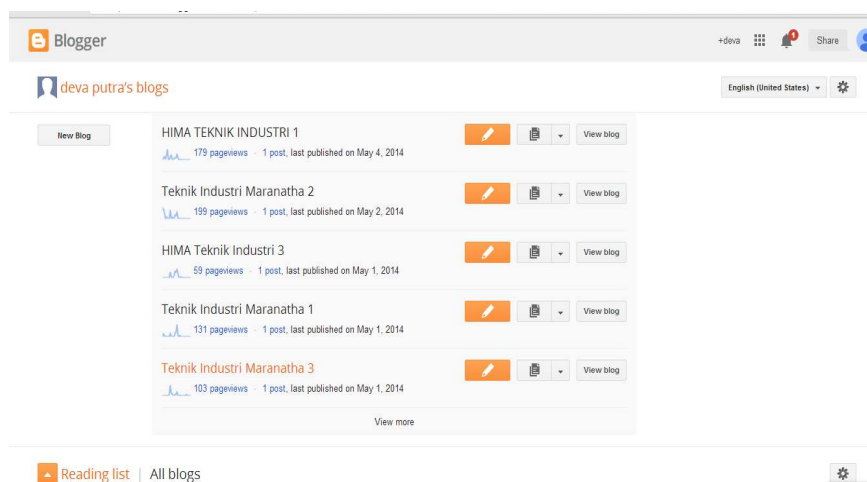 Blogger
+deva 1 Share
deva putra's blogs
English (United States)
New Blog
HIMA TEKNIK INDUSTRI 1
179 pageviews - 1 post, last published on May 4, 2014
View blog
Teknik Industri Maranatha 2
199 pageviews - 1 post, last published on May 2, 2014
View blog
HIMA Teknik Industri 3
59 pageviews - 1 post, last published on May 1, 2014
View blog
Teknik Industri Maranatha 1
131 pageviews - 1 post, last published on May 1, 2014
View blog
Teknik Industri Maranatha 3
103 pageviews - 1 post, last published on May 1, 2014
View blog
View more
Reading list | All blogs